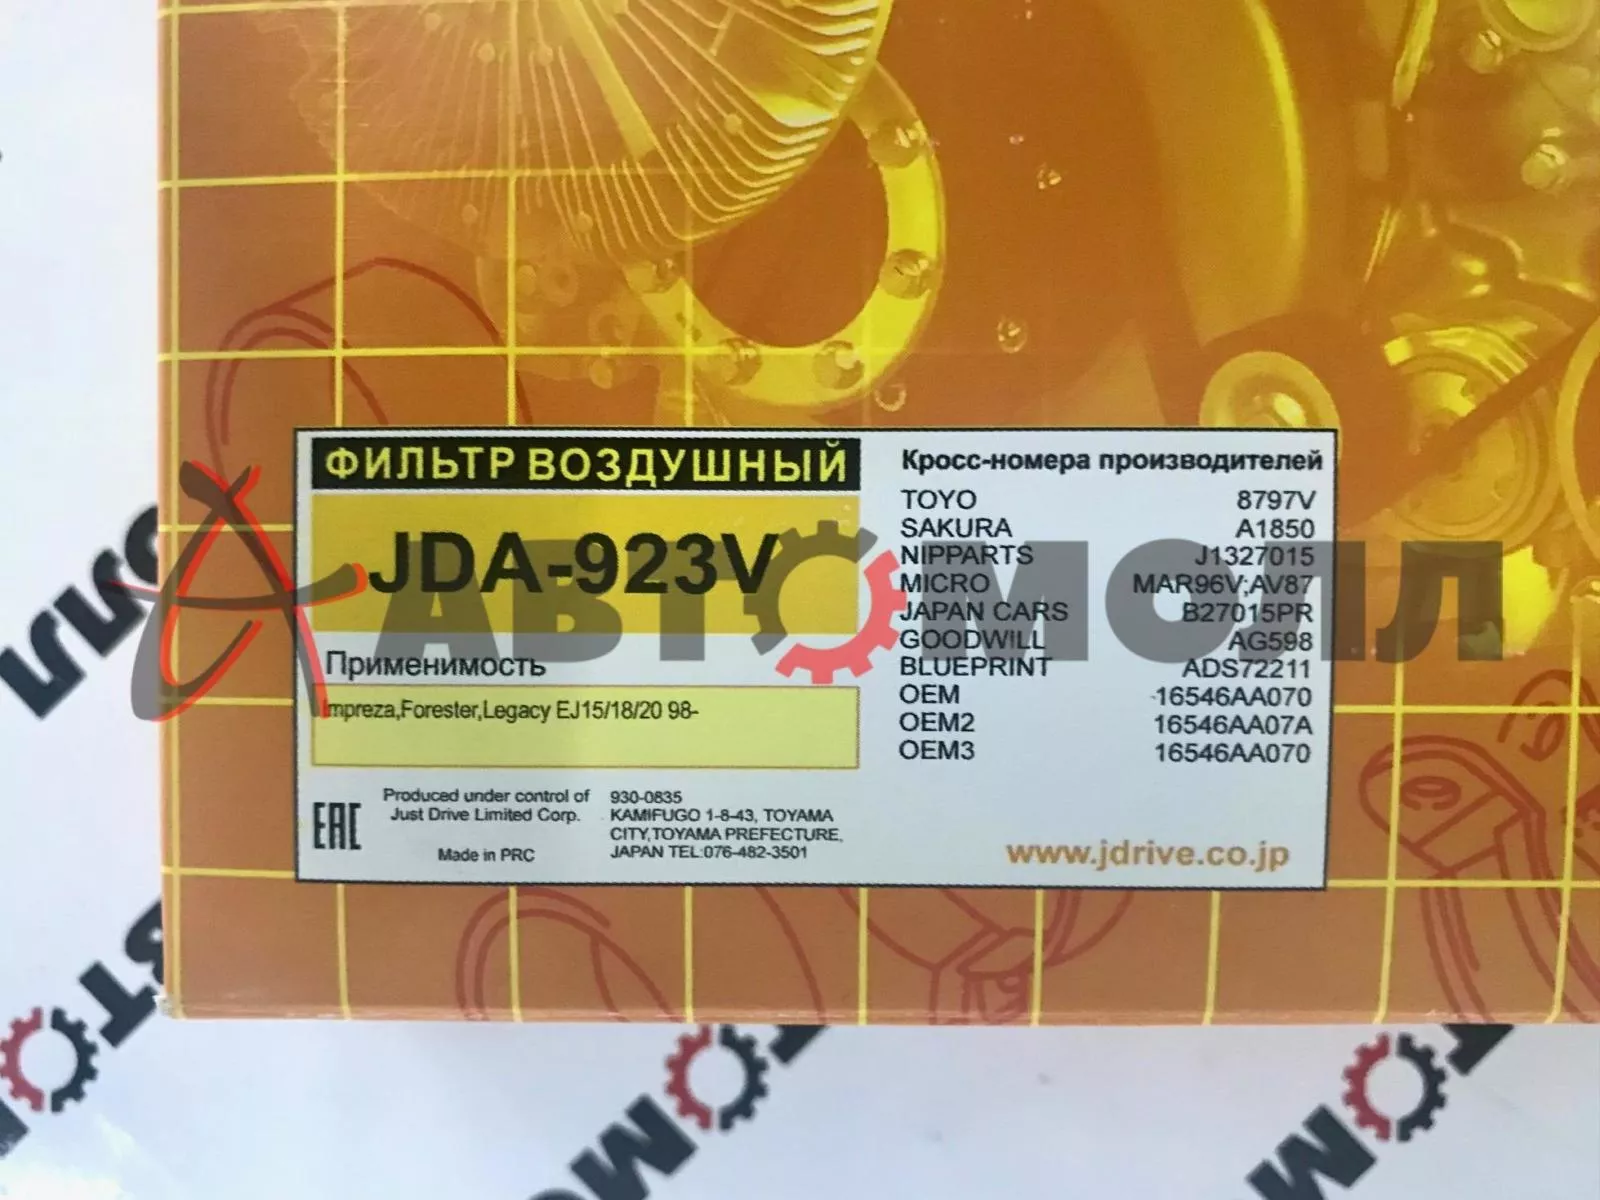 ФИЛЬТР ВОЗДУШНЫЙ
JDA-923V
Применимость
Impreza,Forester,Legacy EJ15/18/20 98-
EAC
Produced under control of
Just Drive Limited Corp.
Made in PRC
930-0835
KAMIFUGO 1-8-43, TOYAMA
CITY,TOYAMA PREFECTURE,
JAPAN TEL:076-482-3501
Кросс-номера производителей
TOYO 8797V
SAKURA A1850
NIPPARTS J1327015
MICRO MAR96V;AV87
JAPAN CARS B27015PR
GOODWILL AG598
BLUEPRINT ADS72211
OEM 16546AA070
OEM2 16546AA07A
OEM3 16546AA070
www.jdrive.co.jp
АВТОМОЛЛ